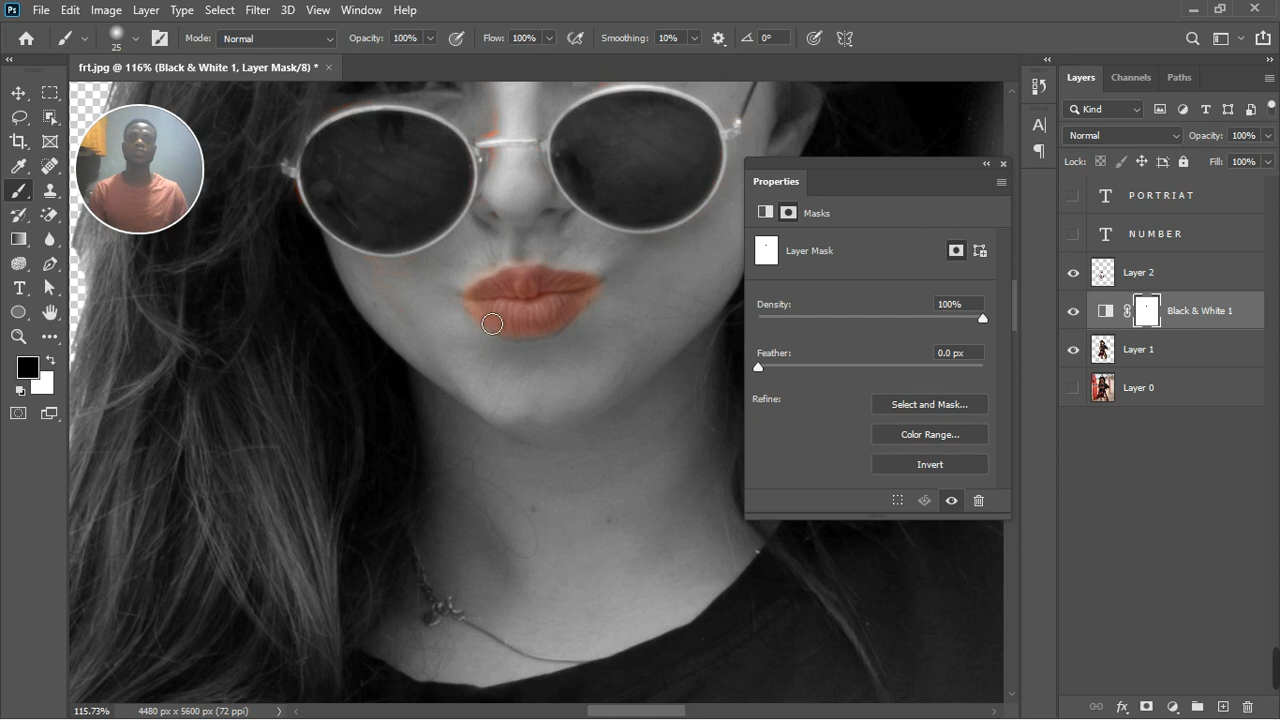 Ps File Edit Image Layer Type Select Filter 3D View Window Help
25 Mode: Normal Opacity: 100% Flow: 100% Smoothing: 10% 0°
frt.jpg @ 116% (Black & White 1, Layer Mask/8) * ×
Properties
Masks
Layer Mask
Density: 100%
Feather: 0.0 px
Refine: Select and Mask...
Color Range...
Invert
Layers Channels Paths
Kind
Normal Opacity: 100%
Lock: Fill: 100%
T PORTRIAT
T NUMBER
Layer 2
Black & White 1
Layer 1
Layer 0
115.73% 4480 px x 5600 px (72 ppi)